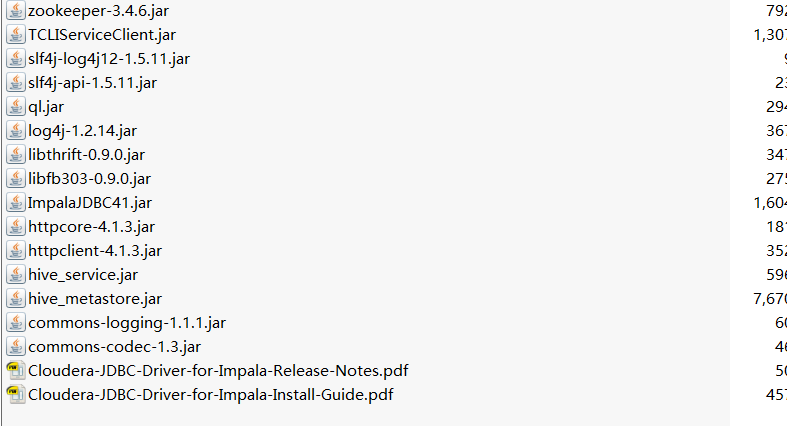 zookeeper-3.4.6.jar 792
TCLIServiceClient.jar 1,307
slf4j-log4j12-1.5.11.jar 9
slf4j-api-1.5.11.jar 23
ql.jar 294
log4j-1.2.14.jar 367
libthrift-0.9.0.jar 347
libfb303-0.9.0.jar 275
ImpalaJDBC41.jar 1,604
httpcore-4.1.3.jar 181
httpclient-4.1.3.jar 352
hive_service.jar 596
hive_metastore.jar 7,670
commons-logging-1.1.1.jar 60
commons-codec-1.3.jar 46
Cloudera-JDBC-Driver-for-Impala-Release-Notes.pdf 50
Cloudera-JDBC-Driver-for-Impala-Install-Guide.pdf 457